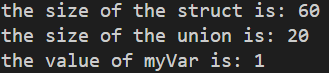 the size of the struct is: 60
the size of the union is: 20
the value of myVar is: 1